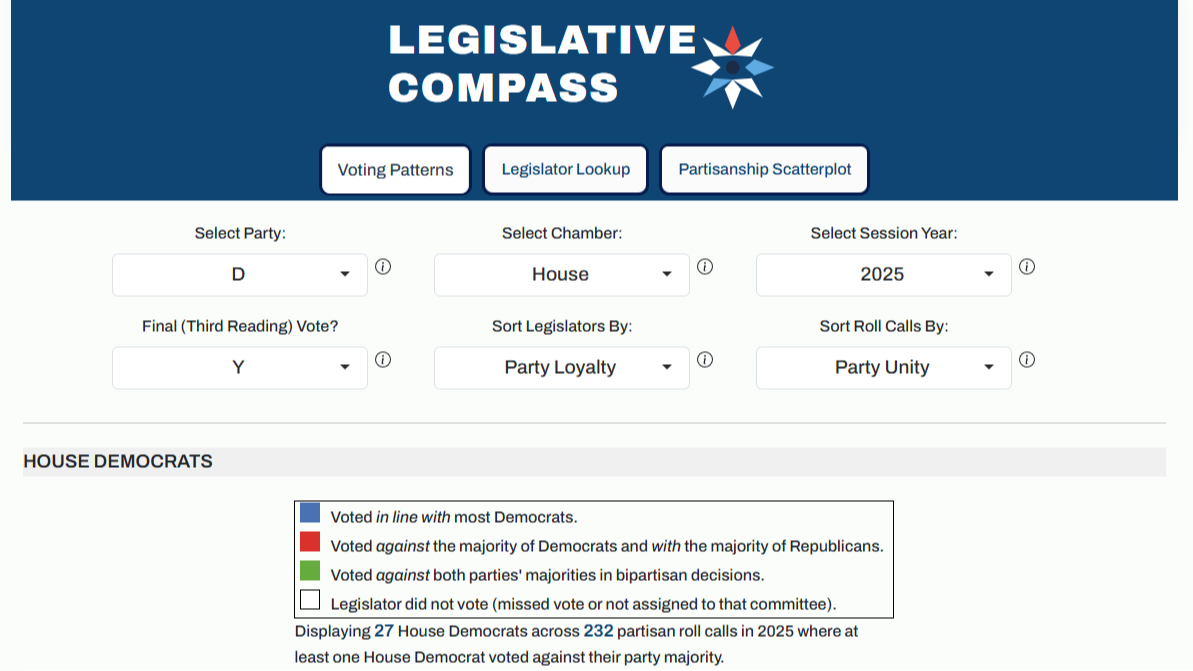 LEGISLATIVE
COMPASS
Voting Patterns Legislator Lookup Partisanship Scatterplot
Select Party: Select Chamber: Select Session Year:
D House 2025
Final (Third Reading) Vote? Sort Legislators By: Sort Roll Calls By:
Y Party Loyalty Party Unity
HOUSE DEMOCRATS
Voted in line with most Democrats.
Voted against the majority of Democrats and with the majority of Republicans.
Voted against both parties' majorities in bipartisan decisions.
Legislator did not vote (missed vote or not assigned to that committee).
Displaying 27 House Democrats across 232 partisan roll calls in 2025 where at
least one House Democrat voted against their party majority.